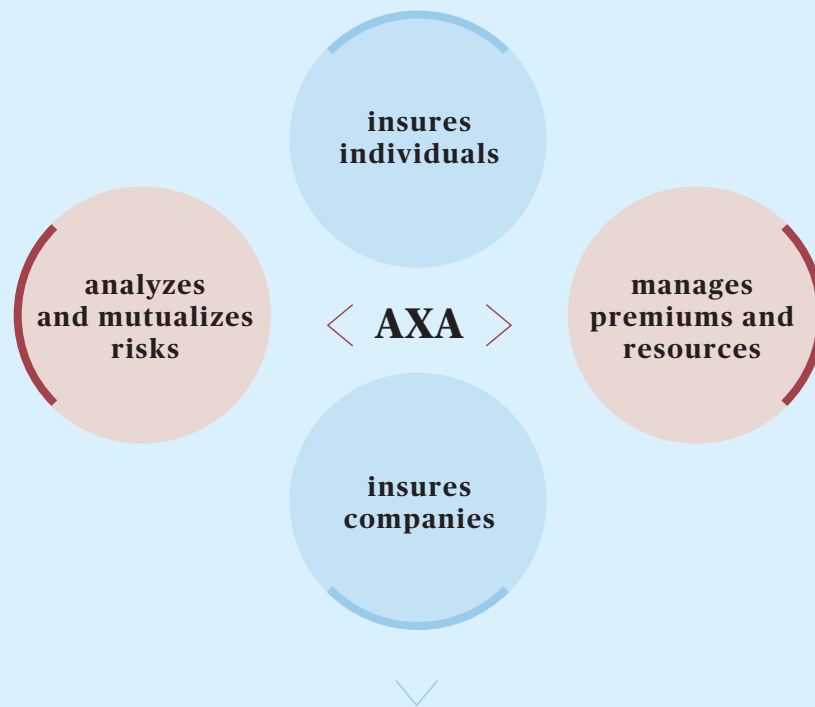 insures
individuals
analyzes
and mutualizes
risks
AXA
manages
premiums and
resources
insures
companies